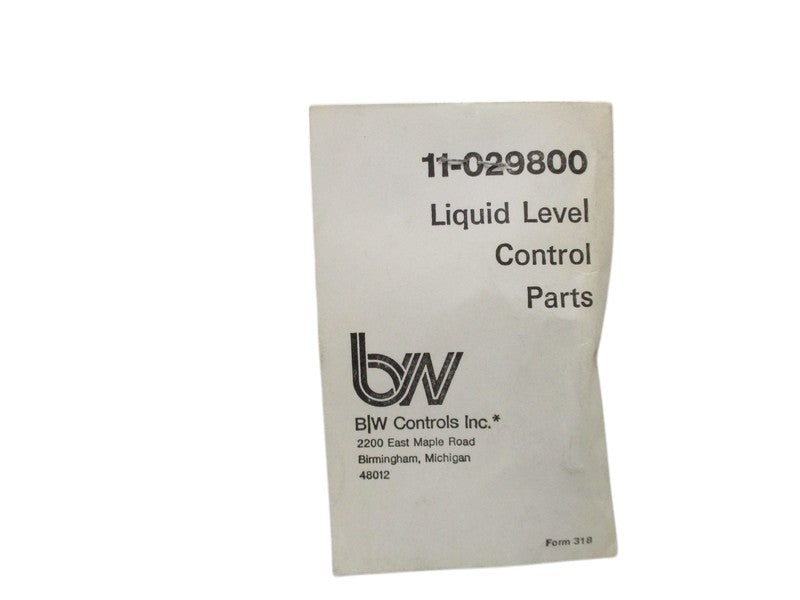 11-029800
Liquid Level
Control
Parts
bw
B|W Controls Inc.*
2200 East Maple Road
Birmingham, Michigan
48012
Form 318